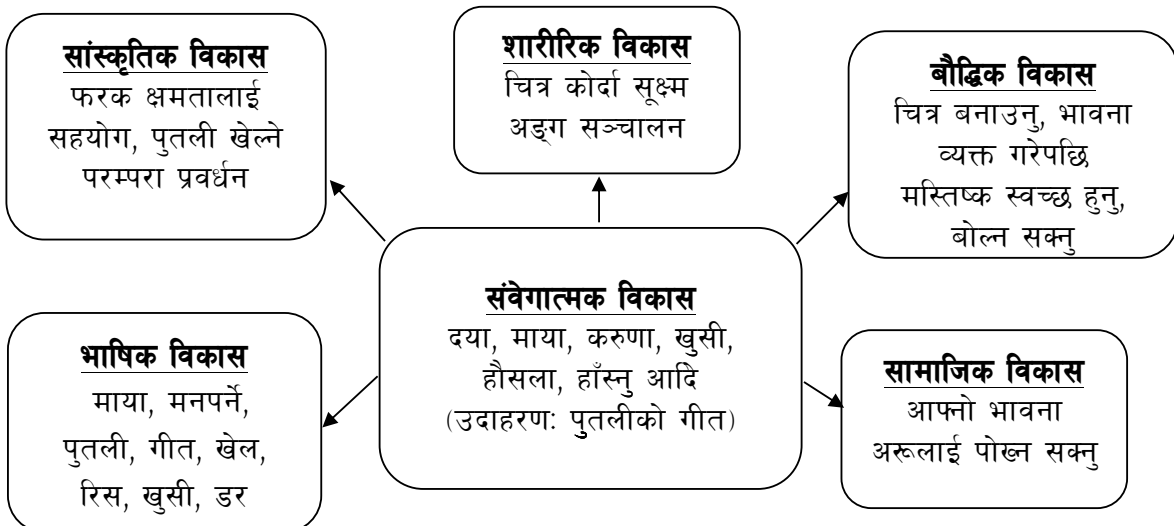 सांस्कृतिक विकास
फरक क्षमतालाई
सहयोग, पुतली खेल्ने
परम्परा प्रवर्धन
शारीरिक विकास
चित्र कोर्दा सूक्ष्म
अङ्ग सञ्चालन
बौद्धिक विकास
चित्र बनाउनु, भावना
व्यक्त गरेपछि
मस्तिष्क स्वच्छ हुनु,
बोल्न सक्नु
संवेगात्मक विकास
दया, माया, करुणा, खुसी,
हौसला, हाँस्नु आदि
(उदाहरण: पुतलीको गीत)
भाषिक विकास
माया, मनपर्ने,
पुतली, गीत, खेल,
रिस, खुसी, डर
सामाजिक विकास
आफ्नो भावना
अरूलाई पोख्न सक्नु